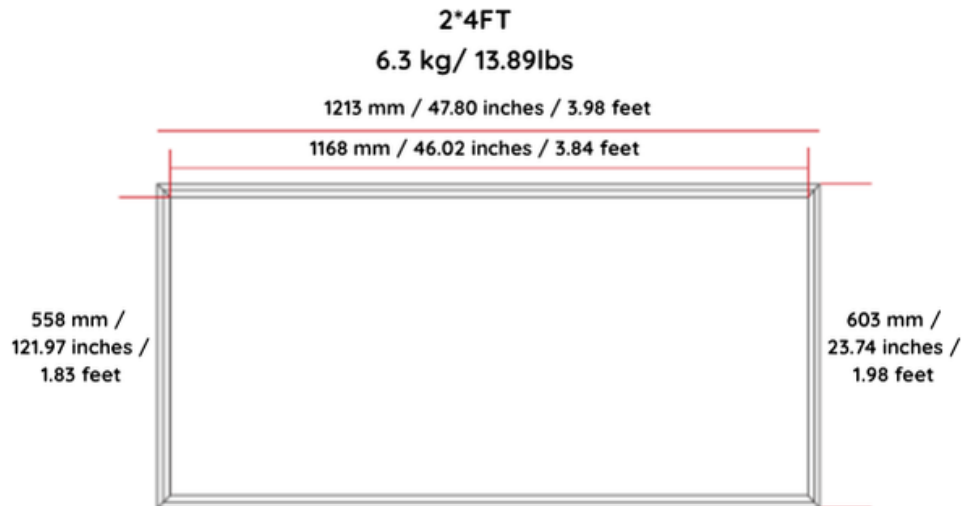 2*4FT
6.3 kg/ 13.89lbs
1213 mm / 47.80 inches / 3.98 feet
1168 mm / 46.02 inches / 3.84 feet
558 mm /
121.97 inches /
1.83 feet
603 mm /
23.74 inches /
1.98 feet